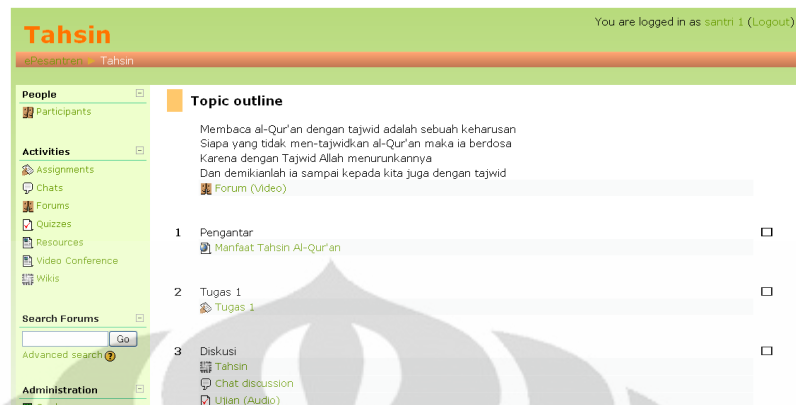 You are logged in as santri 1 (Logout)
Tahsin
ePesantren ► Tahsin
People
Participants
Activities
Assignments
Chats
Forums
Quizzes
Resources
Video Conference
Wikis
Search Forums
Go
Advanced search ?
Administration
Topic outline
Membaca al-Qur'an dengan tajwid adalah sebuah keharusan
Siapa yang tidak men-tajwidkan al-Qur'an maka ia berdosa
Karena dengan Tajwid Allah menurunkannya
Dan demikianlah ia sampai kepada kita juga dengan tajwid
Forum (Video)
1 Pengantar
Manfaat Tahsin Al-Qur'an
2 Tugas 1
Tugas 1
3 Diskusi
Tahsin
Chat discussion
Ujian (Audio)